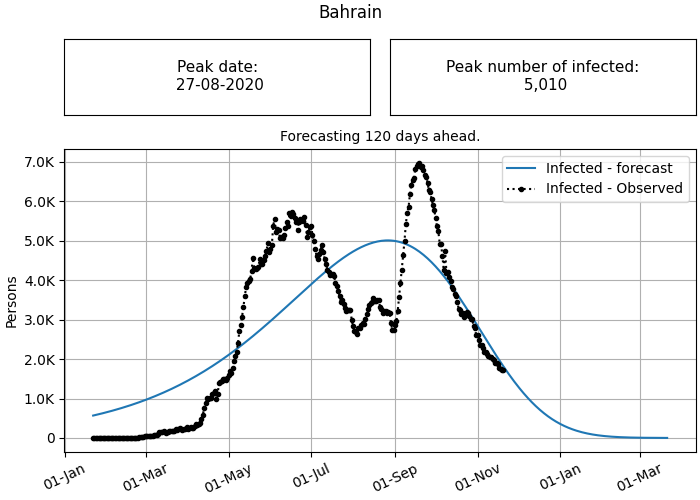 Bahrain
Peak date:
27-08-2020
Peak number of infected:
5,010
Forecasting 120 days ahead.
7.0K
6.0K
5.0K
4.0K
3.0K
2.0K
1.0K
0
Persons
Infected - forecast
Infected - Observed
01-Jan
01-Mar
01-May
01-Jul
01-Sep
01-Nov
01-Jan
01-Mar